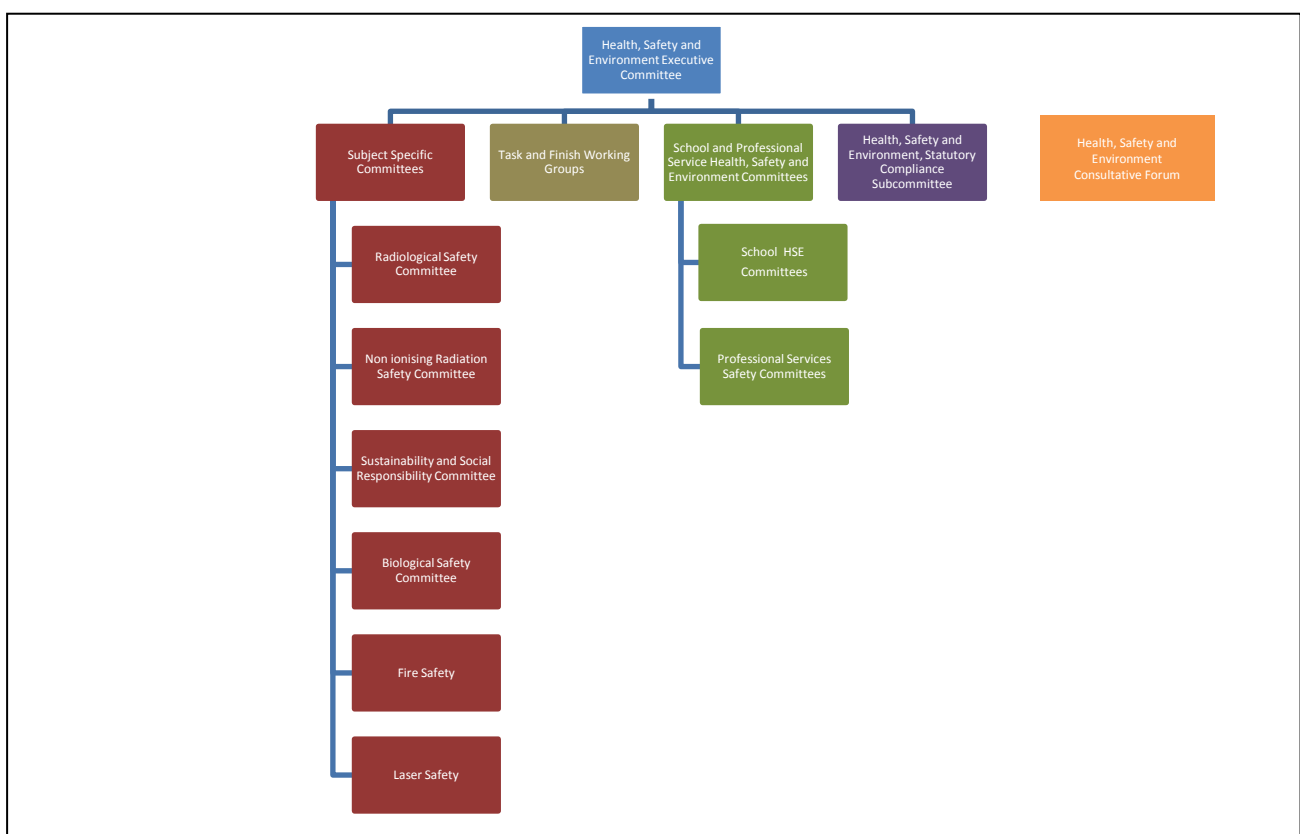 Health, Safety and
Environment Executive
Committee
Subject Specific
Committees
Task and Finish Working
Groups
School and Professional
Service Health, Safety and
Environment Committees
Health, Safety and
Environment, Statutory
Compliance
Subcommittee
Health, Safety and
Environment
Consultative Forum
Radiological Safety
Committee
Non ionising Radiation
Safety Committee
Sustainability and Social
Responsibility Committee
Biological Safety
Committee
Fire Safety
Laser Safety
School HSE
Committees
Professional Services
Safety Committees